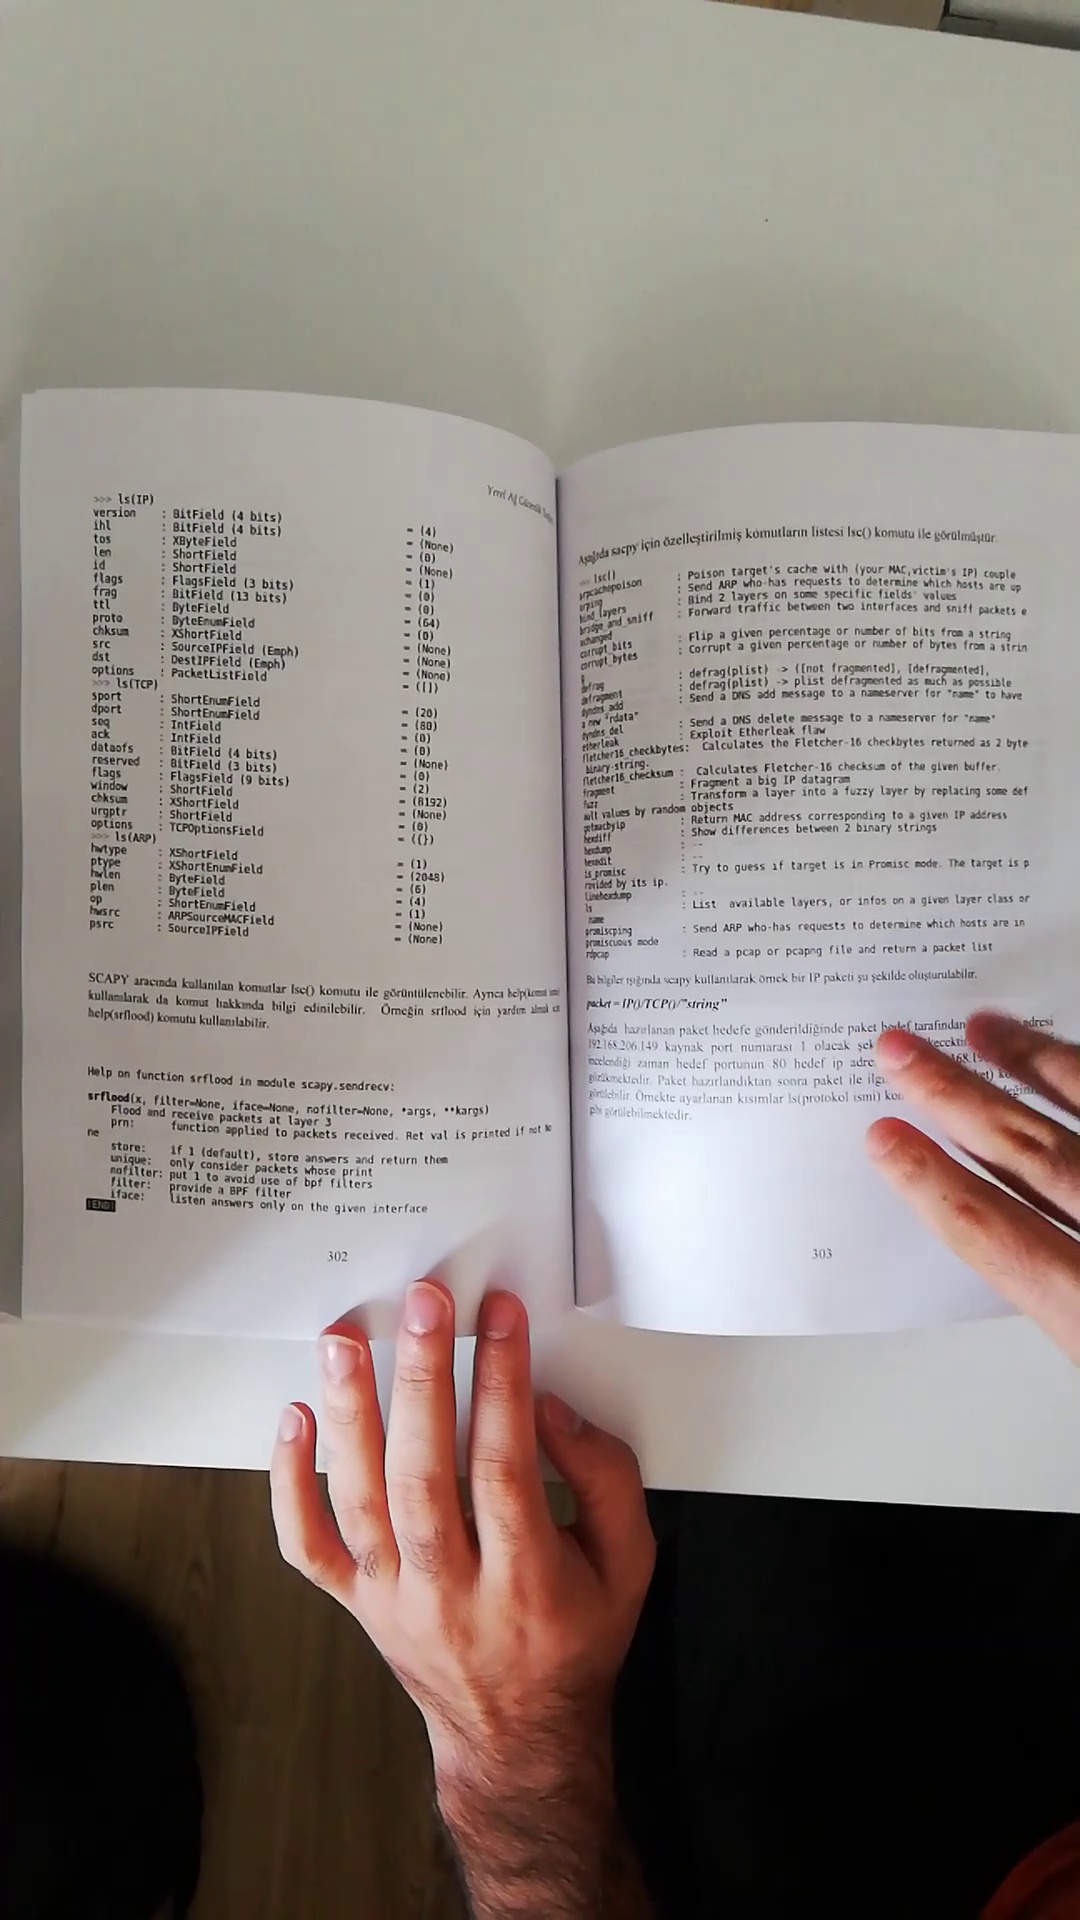 Yerel Ağ Güvenlik
>>> ls(IP)
version : BitField (4 bits) = (4)
ihl : BitField (4 bits) = (None)
tos : XByteField = (0)
len : ShortField = (None)
id : ShortField = (1)
flags : FlagsField (3 bits) = (0)
frag : BitField (13 bits) = (0)
ttl : ByteField = (64)
proto : ByteEnumField = (0)
chksum : XShortField = (None)
src : SourceIPField (Emph) = (None)
dst : DestIPField (Emph) = (None)
options : PacketListField = ([])
>>> ls(TCP)
sport : ShortEnumField = (20)
dport : ShortEnumField = (80)
seq : IntField = (0)
ack : IntField = (0)
dataofs : BitField (4 bits) = (None)
reserved : BitField (3 bits) = (0)
flags : FlagsField (9 bits) = (2)
window : ShortField = (8192)
chksum : XShortField = (None)
urgptr : ShortField = (0)
options : TCPOptionsField = ({})
>>> ls(ARP)
hwtype : XShortField = (1)
ptype : XShortEnumField = (2048)
hwlen : ByteField = (6)
plen : ByteField = (4)
op : ShortEnumField = (1)
hwsrc : ARPSourceMACField = (None)
psrc : SourceIPField = (None)
SCAPY aracında kullanılan komutlar lsc() komutu ile görüntülenebilir. Ayrıca help(komut ismi)
kullanılarak da komut hakkında bilgi edinilebilir. Örneğin srflood için yardım almak
help(srflood) komutu kullanılabilir.
Help on function srflood in module scapy.sendrecv:
srflood(x, filter=None, iface=None, nofilter=None, *args, **kargs)
Flood and receive packets at layer 3
prn: function applied to packets received. Ret val is printed if not No
ne
store: if 1 (default), store answers and return them
unique: only consider packets whose print
nofilter: put 1 to avoid use of bpf filters
filter: provide a BPF filter
iface: listen answers only on the given interface
(END)
302
Aşağıda sacpy için özelleştirilmiş komutların listesi lsc() komutu ile görülmüştür.
>>> lsc()
arpcachepoison : Poison target's cache with (your MAC,victim's IP) couple
arping : Send ARP who-has requests to determine which hosts are up
bind_layers : Bind 2 layers on some specific fields' values
bridge_and_sniff : Forward traffic between two interfaces and sniff packets e
xchanged
corrupt_bits : Flip a given percentage or number of bits from a string
corrupt_bytes : Corrupt a given percentage or number of bytes from a strin
g
defrag : defrag(plist) -> ([not fragmented], [defragmented],
defragment : defrag(plist) -> plist defragmented as much as possible
dyndns_add : Send a DNS add message to a nameserver for "name" to have
a new "rdata"
dyndns_del : Send a DNS delete message to a nameserver for "name"
etherleak : Exploit Etherleak flaw
fletcher16_checkbytes: Calculates the Fletcher-16 checkbytes returned as 2 byte
binary-string.
fletcher16_checksum : Calculates Fletcher-16 checksum of the given buffer.
fragment : Fragment a big IP datagram
fuzz : Transform a layer into a fuzzy layer by replacing some def
ault values by random objects
getmacbyip : Return MAC address corresponding to a given IP address
hexdiff : Show differences between 2 binary strings
hexdump : --
hexedit : --
is_promisc : Try to guess if target is in Promisc mode. The target is p
rovided by its ip.
linehexdump : --
ls : List available layers, or infos on a given layer class or
name
promiscping : Send ARP who-has requests to determine which hosts are in
promiscuous mode
rdpcap : Read a pcap or pcapng file and return a packet list
Bu bilgiler ışığında scapy kullanılarak örnek bir IP paketi şu şekilde oluşturulabilir.
packet = IP()/TCP()/"string"
Aşağıda hazırlanan paket hedefe gönderildiğinde paket hedef tarafından adresi
192.168.206.149 kaynak port numarası 1 olacak
incelendiği zaman hedef portunun 80 hedef ip
gözükmektedir. Paket hazırlandıktan sonra paket ile
görülebilir. Örnekte ayarlanan kısımlar ls(protokol ismi)
gibi görülebilmektedir.
303